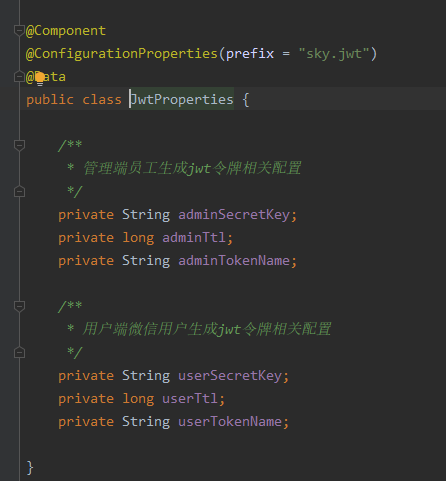 @Component
@ConfigurationProperties(prefix = "sky.jwt")
@Data
public class JwtProperties {
/**
* 管理端员工生成jwt令牌相关配置
*/
private String adminSecretKey;
private long adminTtl;
private String adminTokenName;
/**
* 用户端微信用户生成jwt令牌相关配置
*/
private String userSecretKey;
private long userTtl;
private String userTokenName;
}